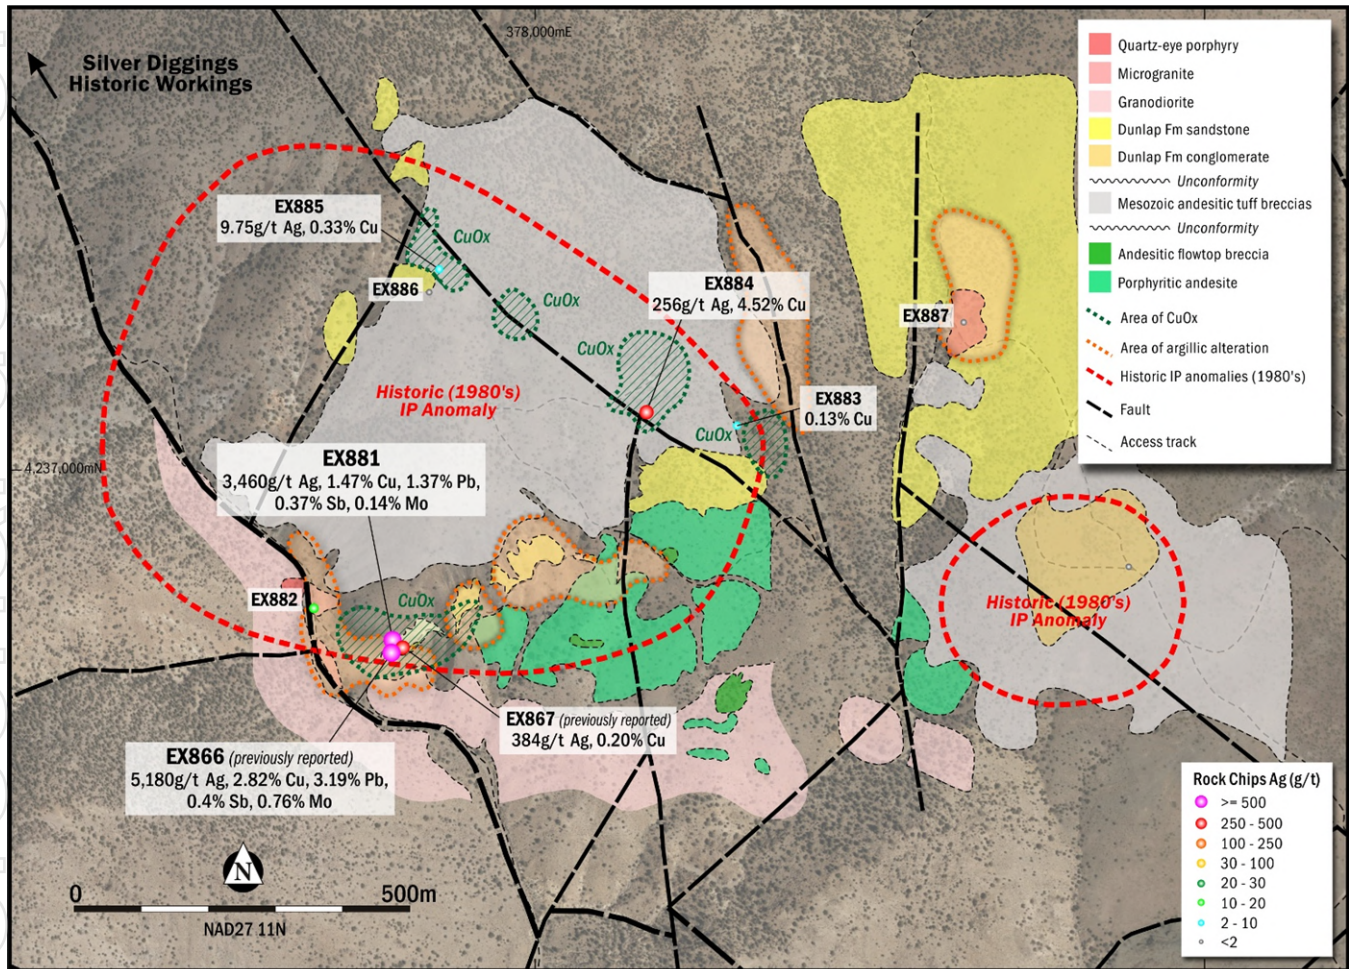 378,000mE
Silver Diggings
Historic Workings
Quartz-eye porphyry
Microgranite
Granodiorite
Dunlap Fm sandstone
Dunlap Fm conglomerate
Unconformity
Mesozoic andesitic tuff breccias
Unconformity
Andesitic flowtop breccia
Porphyritic andesite
Area of CuOx
Area of argillic alteration
Historic IP anomalies (1980's)
Fault
Access track
EX885
9.75g/t Ag, 0.33% Cu
CuOx
EX886
CuOx
EX884
256g/t Ag, 4.52% Cu
EX887
CuOx
Historic (1980's)
IP Anomaly
EX883
0.13% Cu
CuOx
4,237,000mN
EX881
3,460g/t Ag, 1.47% Cu, 1.37% Pb,
0.37% Sb, 0.14% Mo
EX882
CuOx
Historic (1980's)
IP Anomaly
EX867 (previously reported)
384g/t Ag, 0.20% Cu
EX866 (previously reported)
5,180g/t Ag, 2.82% Cu, 3.19% Pb,
0.4% Sb, 0.76% Mo
N
0 500m
NAD27 11N
Rock Chips Ag (g/t)
>= 500
250 - 500
100 - 250
30 - 100
20 - 30
10 - 20
2 - 10
<2